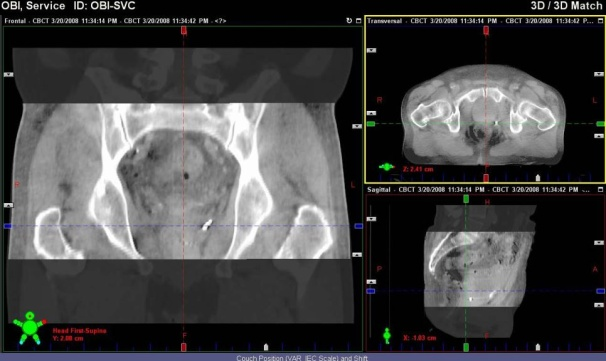 OBI, Service ID: OBI-SVC
3D / 3D Match
Frontal - CBCT 3/20/2008 11:34:14 PM - CBCT 3/20/2008 11:34:42 PM - <?>
R
L
Head First Supine
Y: 2.08 cm
F
Transversal - CBCT 3/20/2008 11:34:14 PM - CBCT 3/20/2008 11:34:42 PM
R
L
Z: 2.41 cm
Sagittal - CBCT 3/20/2008 11:34:14 PM - CBCT 3/20/2008 11:34:42 PM
H
P
A
X: -1.03 cm
Couch Position (VAR_IEC Scale) and Shift